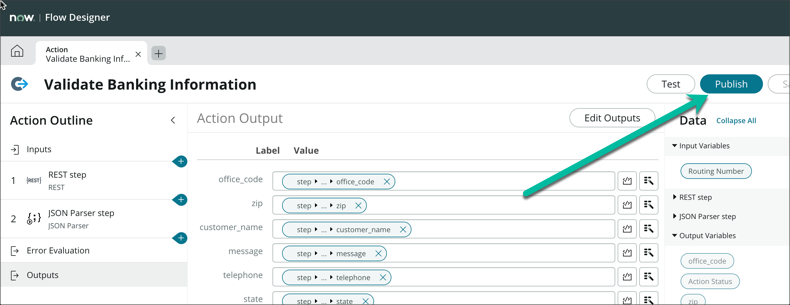 now. Flow Designer
Action
Validate Banking Inf...
Validate Banking Information
Test
Publish
Action Outline
Inputs
1 REST step
REST
2 JSON Parser step
JSON Parser
Error Evaluation
Outputs
Action Output
Edit Outputs
Label Value
office_code step ... office_code
zip step ... zip
customer_name step ... customer_name
message step ... message
telephone step ... telephone
state step ... state
Data Collapse All
Input Variables
Routing Number
REST step
JSON Parser step
Output Variables
office_code
Action Status
zip